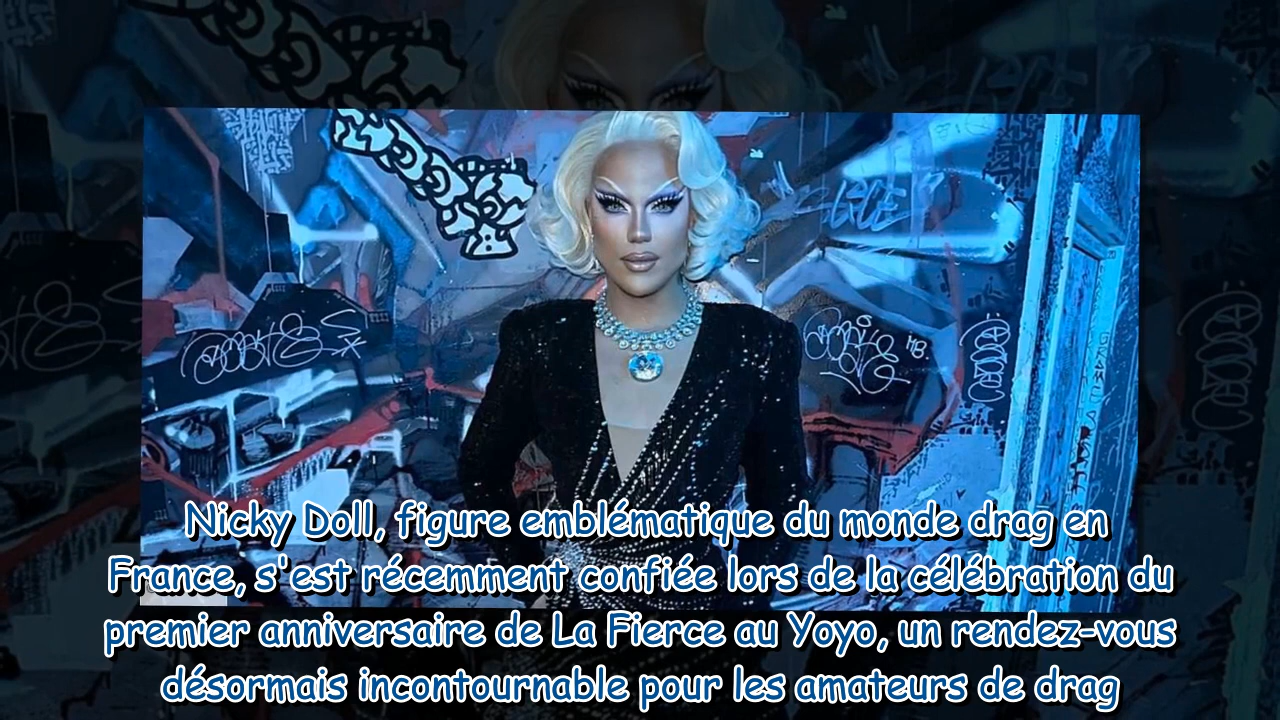 Nicky Doll, figure emblématique du monde drag en
France, s'est récemment confiée lors de la célébration du
premier anniversaire de La Fierce au Yoyo, un rendez-vous
désormais incontournable pour les amateurs de drag